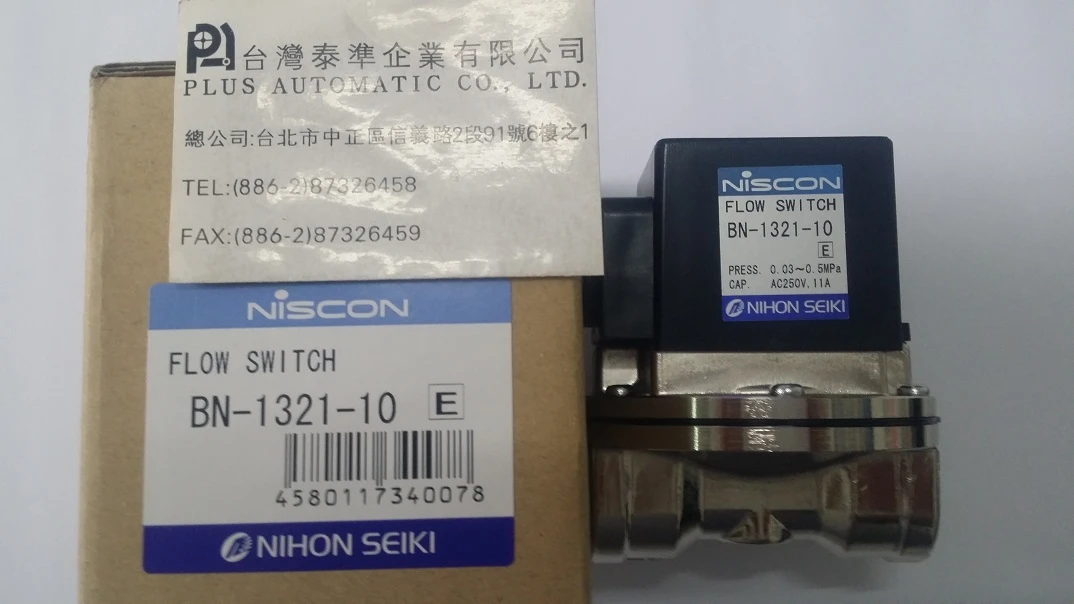 台灣泰準企業有限公司
PLUS AUTOMATIC CO., LTD.
總公司:台北市中正區信義路2段91號6樓之1
TEL:(886-2)87326458
FAX:(886-2)87326459
NiSCON
FLOW SWITCH
BN-1321-10 E
4580117340078
NIHON SEIKI
NiSCON
FLOW SWITCH
BN-1321-10
E
PRESS. 0.03～0.5MPa
CAP. AC250V,11A
NIHON SEIKI